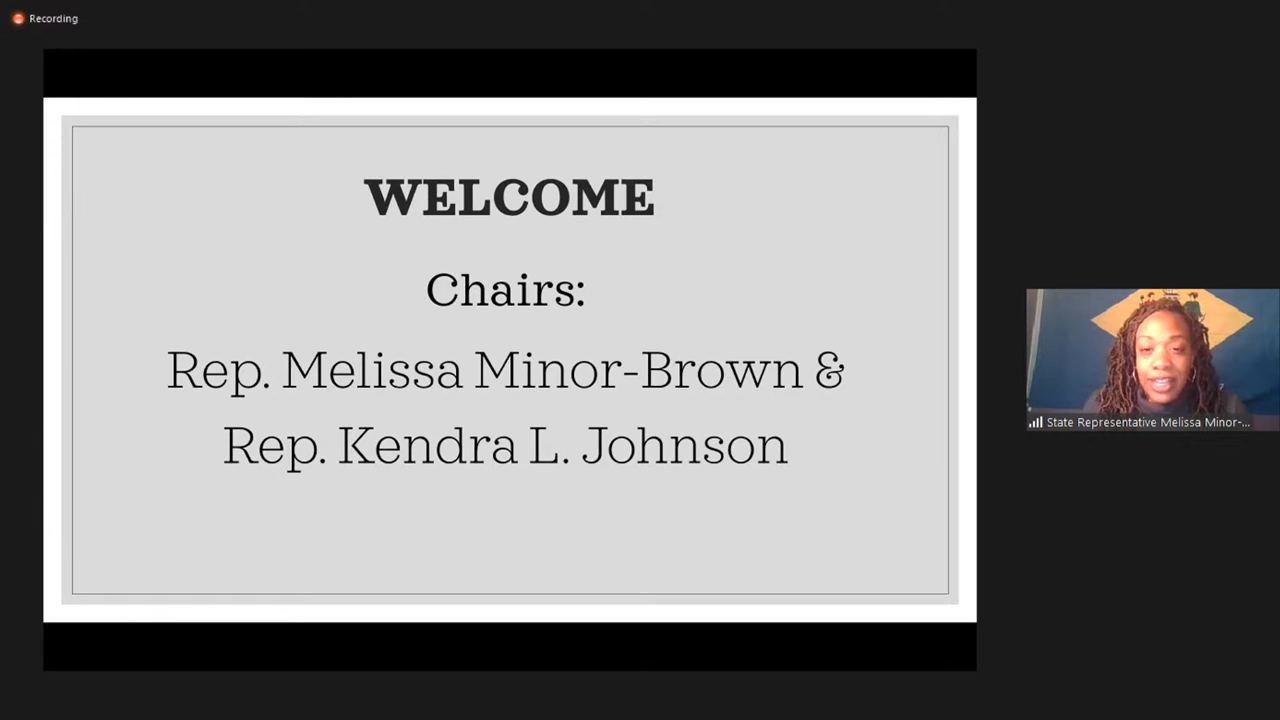 Recording
WELCOME
Chairs:
Rep. Melissa Minor-Brown &
Rep. Kendra L. Johnson
State Representative Melissa Minor-...